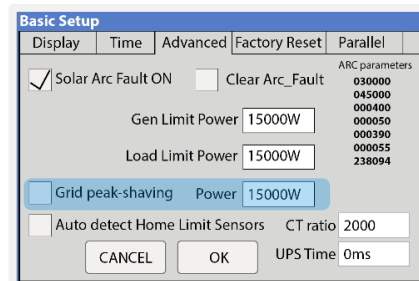 Basic Setup
Display Time Advanced Factory Reset Parallel
ARC parameters
Solar Arc Fault ON Clear Arc_Fault
030000
045000
000400
000050
000390
000055
238094
Gen Limit Power 15000W
Load Limit Power 15000W
Grid peak-shaving Power 15000W
Auto detect Home Limit Sensors CT ratio 2000
CANCEL OK UPS Time 0ms